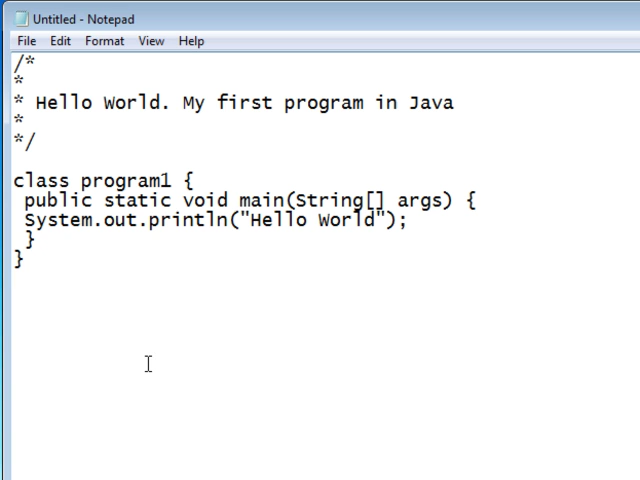 Untitled - Notepad
File Edit Format View Help
/*
*
* Hello World. My first program in Java
*
*/
class program1 {
public static void main(String[] args) {
System.out.println("Hello World");
}
}